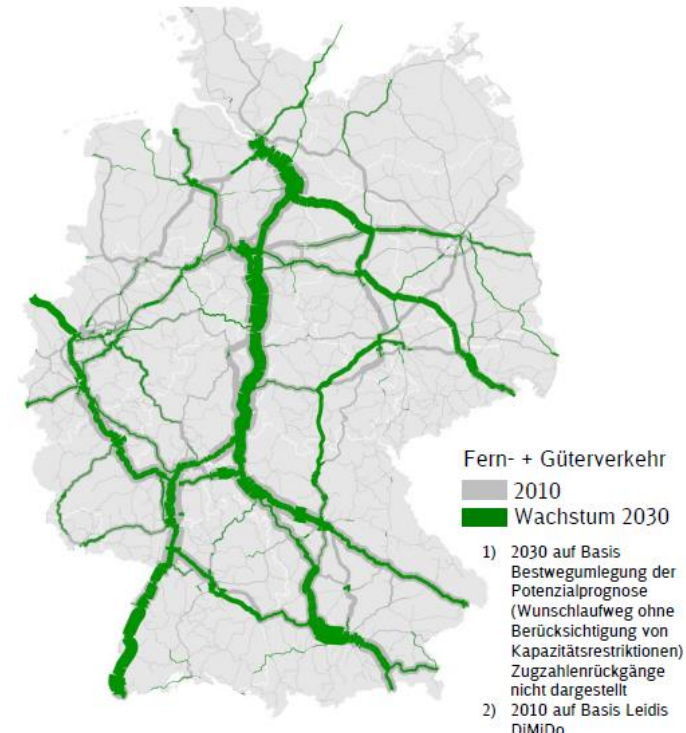 Fern- + Güterverkehr
2010
Wachstum 2030
1) 2030 auf Basis
Bestwegumlegung der
Potenzialprognose
(Wunschlaufweg ohne
Berücksichtigung von
Kapazitätsrestriktionen)
Zugzahlenrückgänge
nicht dargestellt
2) 2010 auf Basis Leidis
DiMiDo